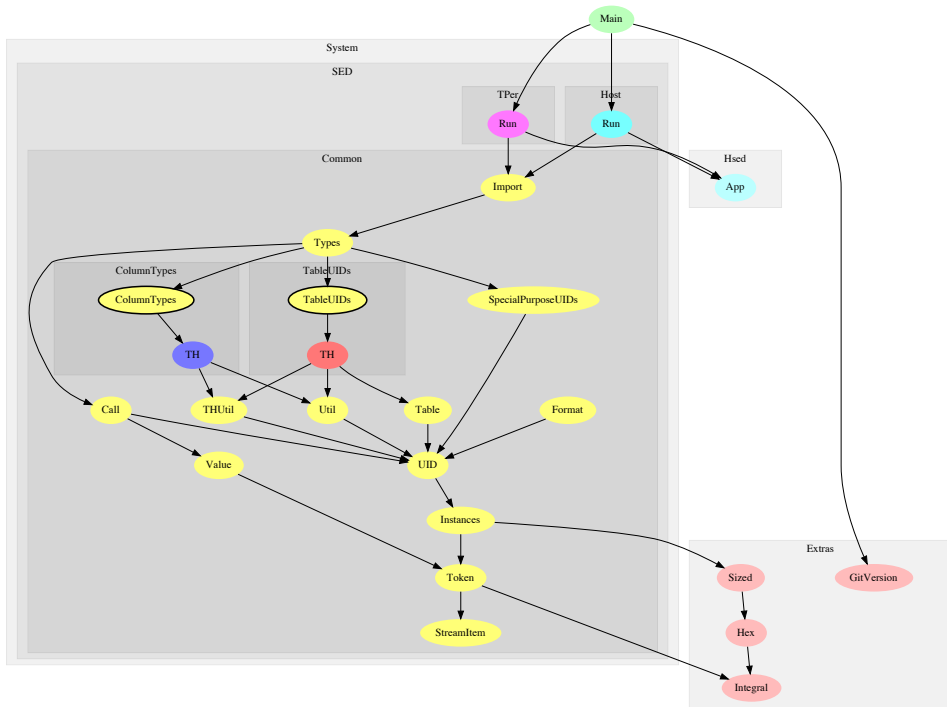 Main
System
SED
TPer
Host
Run
Run
Common
Hsed
Import
App
Types
ColumnTypes
TableUIDs
ColumnTypes
TableUIDs
SpecialPurposeUIDs
TH
TH
Call
THUtil
Util
Table
Format
Value
UID
Instances
Extras
Token
Sized
GitVersion
StreamItem
Hex
Integral